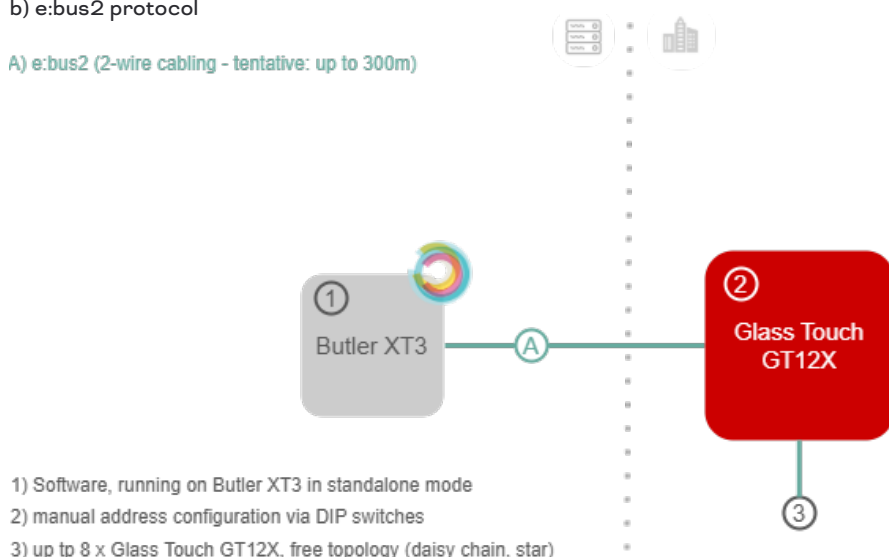 b) e:bus2 protocol
A) e:bus2 (2-wire cabling - tentative: up to 300m)
1
Butler XT3
A
2
Glass Touch
GT12X
3
1) Software, running on Butler XT3 in standalone mode
2) manual address configuration via DIP switches
3) up tp 8 x Glass Touch GT12X, free topology (daisy chain, star)